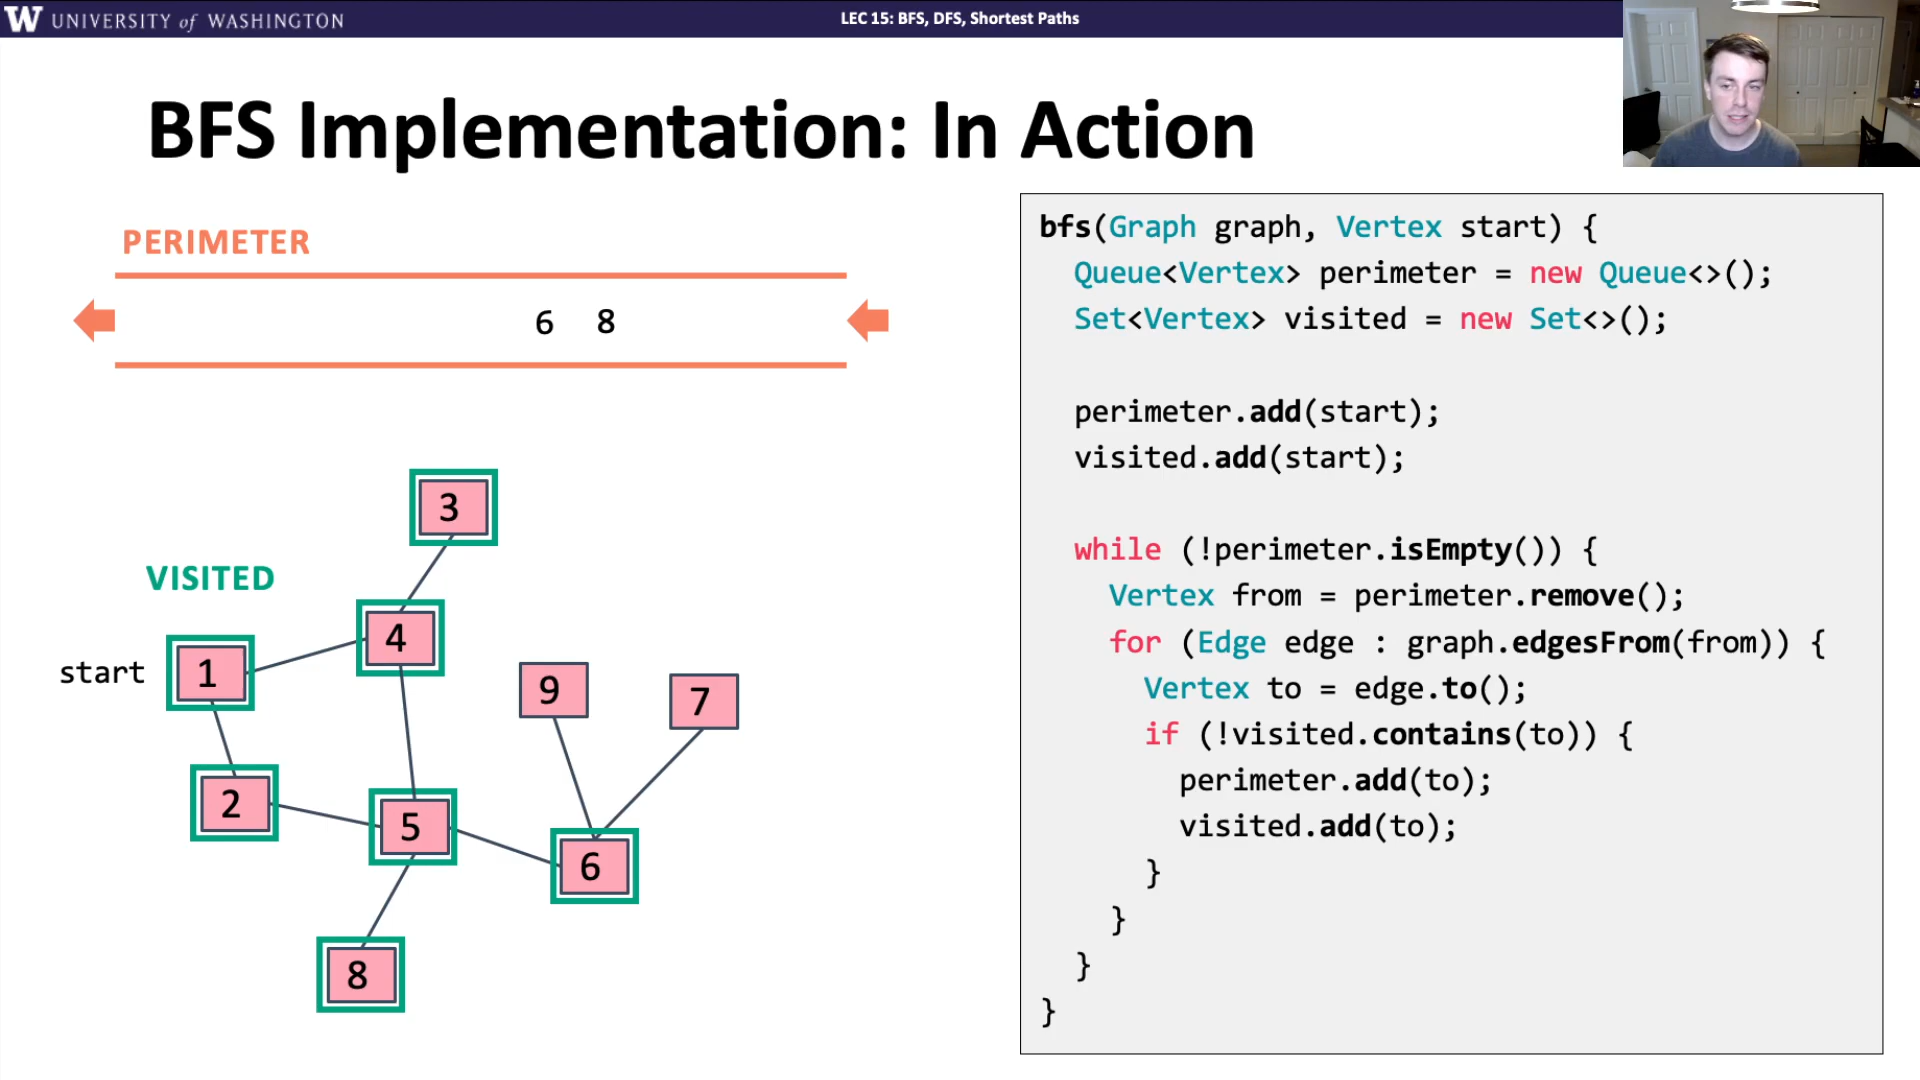 W UNIVERSITY of WASHINGTON
LEC 15: BFS, DFS, Shortest Paths
BFS Implementation: In Action
PERIMETER
6 8
VISITED
start
3
4
1
9
7
2
5
6
8
bfs(Graph graph, Vertex start) {
Queue<Vertex> perimeter = new Queue<>();
Set<Vertex> visited = new Set<>();
perimeter.add(start);
visited.add(start);
while (!perimeter.isEmpty()) {
Vertex from = perimeter.remove();
for (Edge edge : graph.edgesFrom(from)) {
Vertex to = edge.to();
if (!visited.contains(to)) {
perimeter.add(to);
visited.add(to);
}
}
}
}